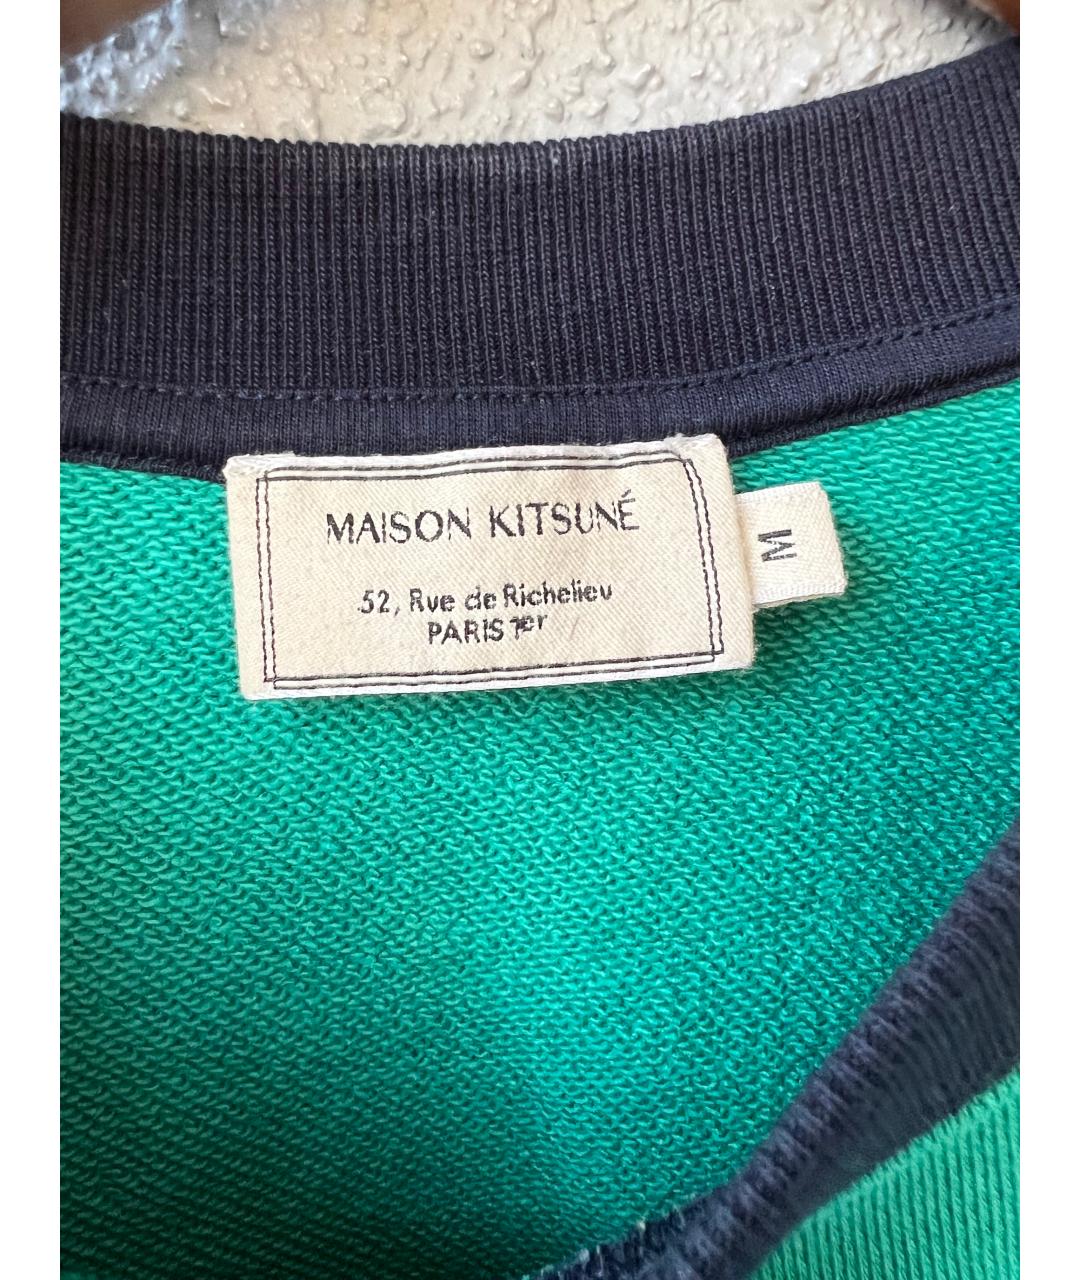 MAISON KITSUNÉ
52, Rue de Richelieu
PARIS 1er
M